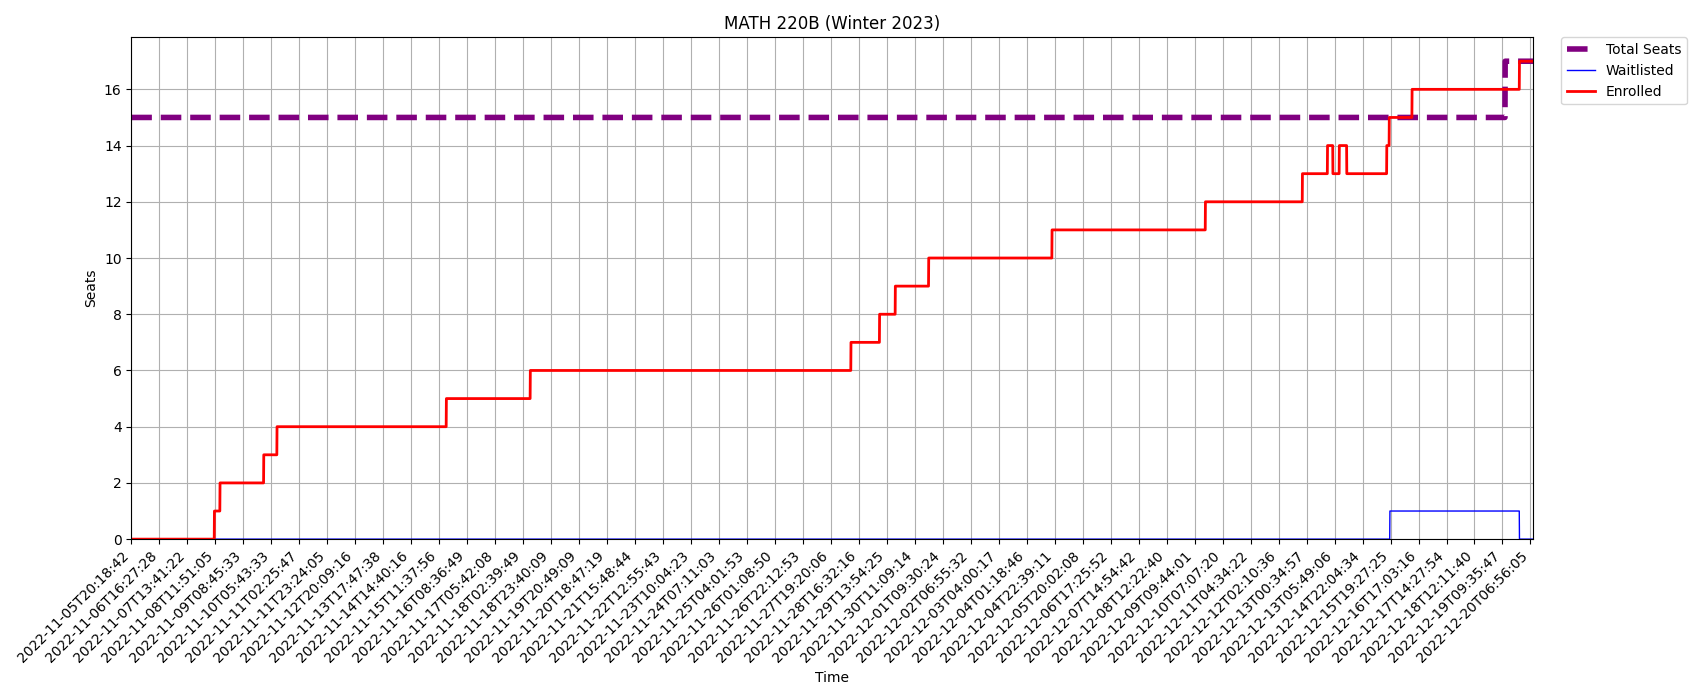 MATH 220B (Winter 2023)
Total Seats
Waitlisted
Enrolled
Seats
16
14
12
10
8
6
4
2
0
2022-11-05T20:18:42
2022-11-06T16:27:28
2022-11-07T13:41:22
2022-11-08T11:51:05
2022-11-09T08:45:33
2022-11-10T05:43:33
2022-11-11T02:25:47
2022-11-11T23:24:05
2022-11-12T20:09:16
2022-11-13T17:47:38
2022-11-14T14:40:16
2022-11-15T11:37:56
2022-11-16T08:36:49
2022-11-17T05:42:08
2022-11-18T02:39:49
2022-11-18T23:40:09
2022-11-19T20:49:09
2022-11-20T18:47:19
2022-11-21T15:48:44
2022-11-22T12:55:43
2022-11-23T10:04:23
2022-11-24T07:11:03
2022-11-25T04:01:53
2022-11-26T01:08:50
2022-11-26T22:12:53
2022-11-27T19:20:06
2022-11-28T16:32:16
2022-11-29T13:54:25
2022-11-30T11:09:14
2022-12-01T09:30:24
2022-12-02T06:55:32
2022-12-03T04:00:17
2022-12-04T01:18:46
2022-12-04T22:39:11
2022-12-05T20:02:08
2022-12-06T17:25:52
2022-12-07T14:54:42
2022-12-08T12:22:40
2022-12-09T09:44:01
2022-12-10T07:07:20
2022-12-11T04:34:22
2022-12-12T02:10:36
2022-12-13T00:34:57
2022-12-13T05:49:06
2022-12-14T22:04:34
2022-12-15T19:27:25
2022-12-16T17:03:16
2022-12-17T14:27:54
2022-12-18T12:11:40
2022-12-19T09:35:47
2022-12-20T06:56:05
Time